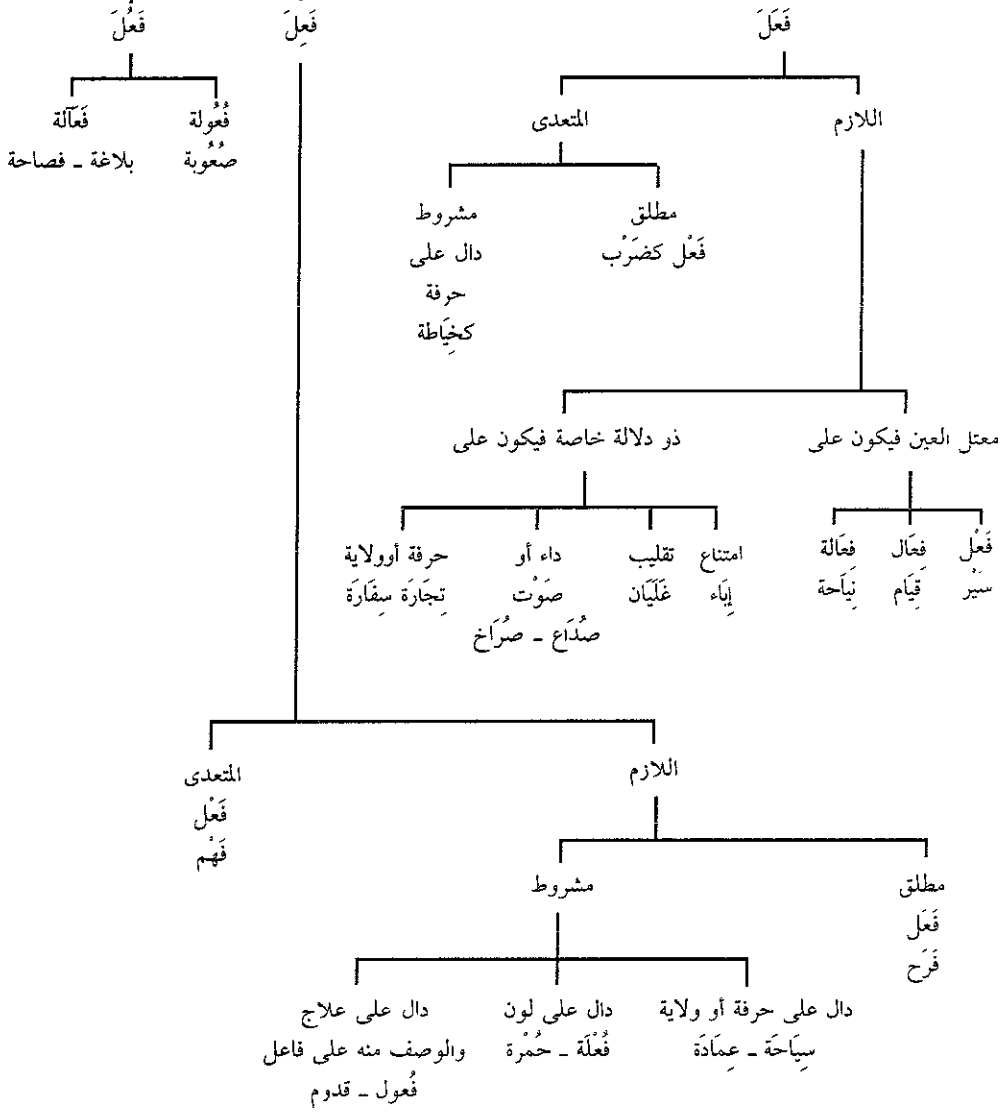 فَعَلَ
فَعِلَ
فَعُلَ
اللازم
المتعدى
فُعُولة
فَعَالة
صُعُوبة
بلاغة ـ فصاحة
مطلق
مشروط
فَعْل كضَرْب
دال على
حرفة
كخِيَاطة
معتل العين فيكون على
ذو دلالة خاصة فيكون على
فَعْل
فِعَال
فِعَالة
امتناع
تقليب
داء أو
حرفة أوولاية
سَيْر
قِيَام
نِيَاحة
إِبَاء
غَلَيَان
صَوْت
تِجَارَة سِفَارَة
صُدَاع ـ صُرَاخ
اللازم
المتعدى
فَعْل
فَهْم
مطلق
مشروط
فَعَل
فَرَح
دال على حرفة أو ولاية
دال على لون
دال على علاج
سِيَاحَة ـ عِمَادَة
فُعْلَة ـ حُمْرة
والوصف منه على فاعل
فُعول ـ قدوم